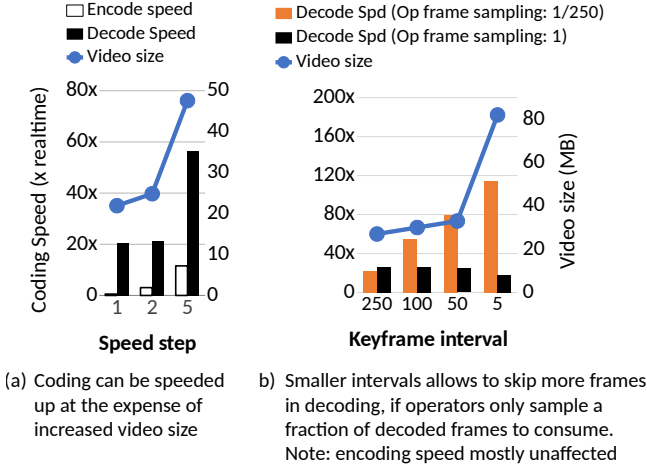 Encode speed
Decode Speed
Video size
Decode Spd (Op frame sampling: 1/250)
Decode Spd (Op frame sampling: 1)
Video size
Coding Speed (x realtime)
80x
60x
40x
20x
0
50
40
30
20
10
0
1 2 5
Speed step
200x
160x
120x
80x
40x
0
80
60
40
20
0
Video size (MB)
250 100 50 5
Keyframe interval
(a) Coding can be speeded
up at the expense of
increased video size
b) Smaller intervals allows to skip more frames
in decoding, if operators only sample a
fraction of decoded frames to consume.
Note: encoding speed mostly unaffected